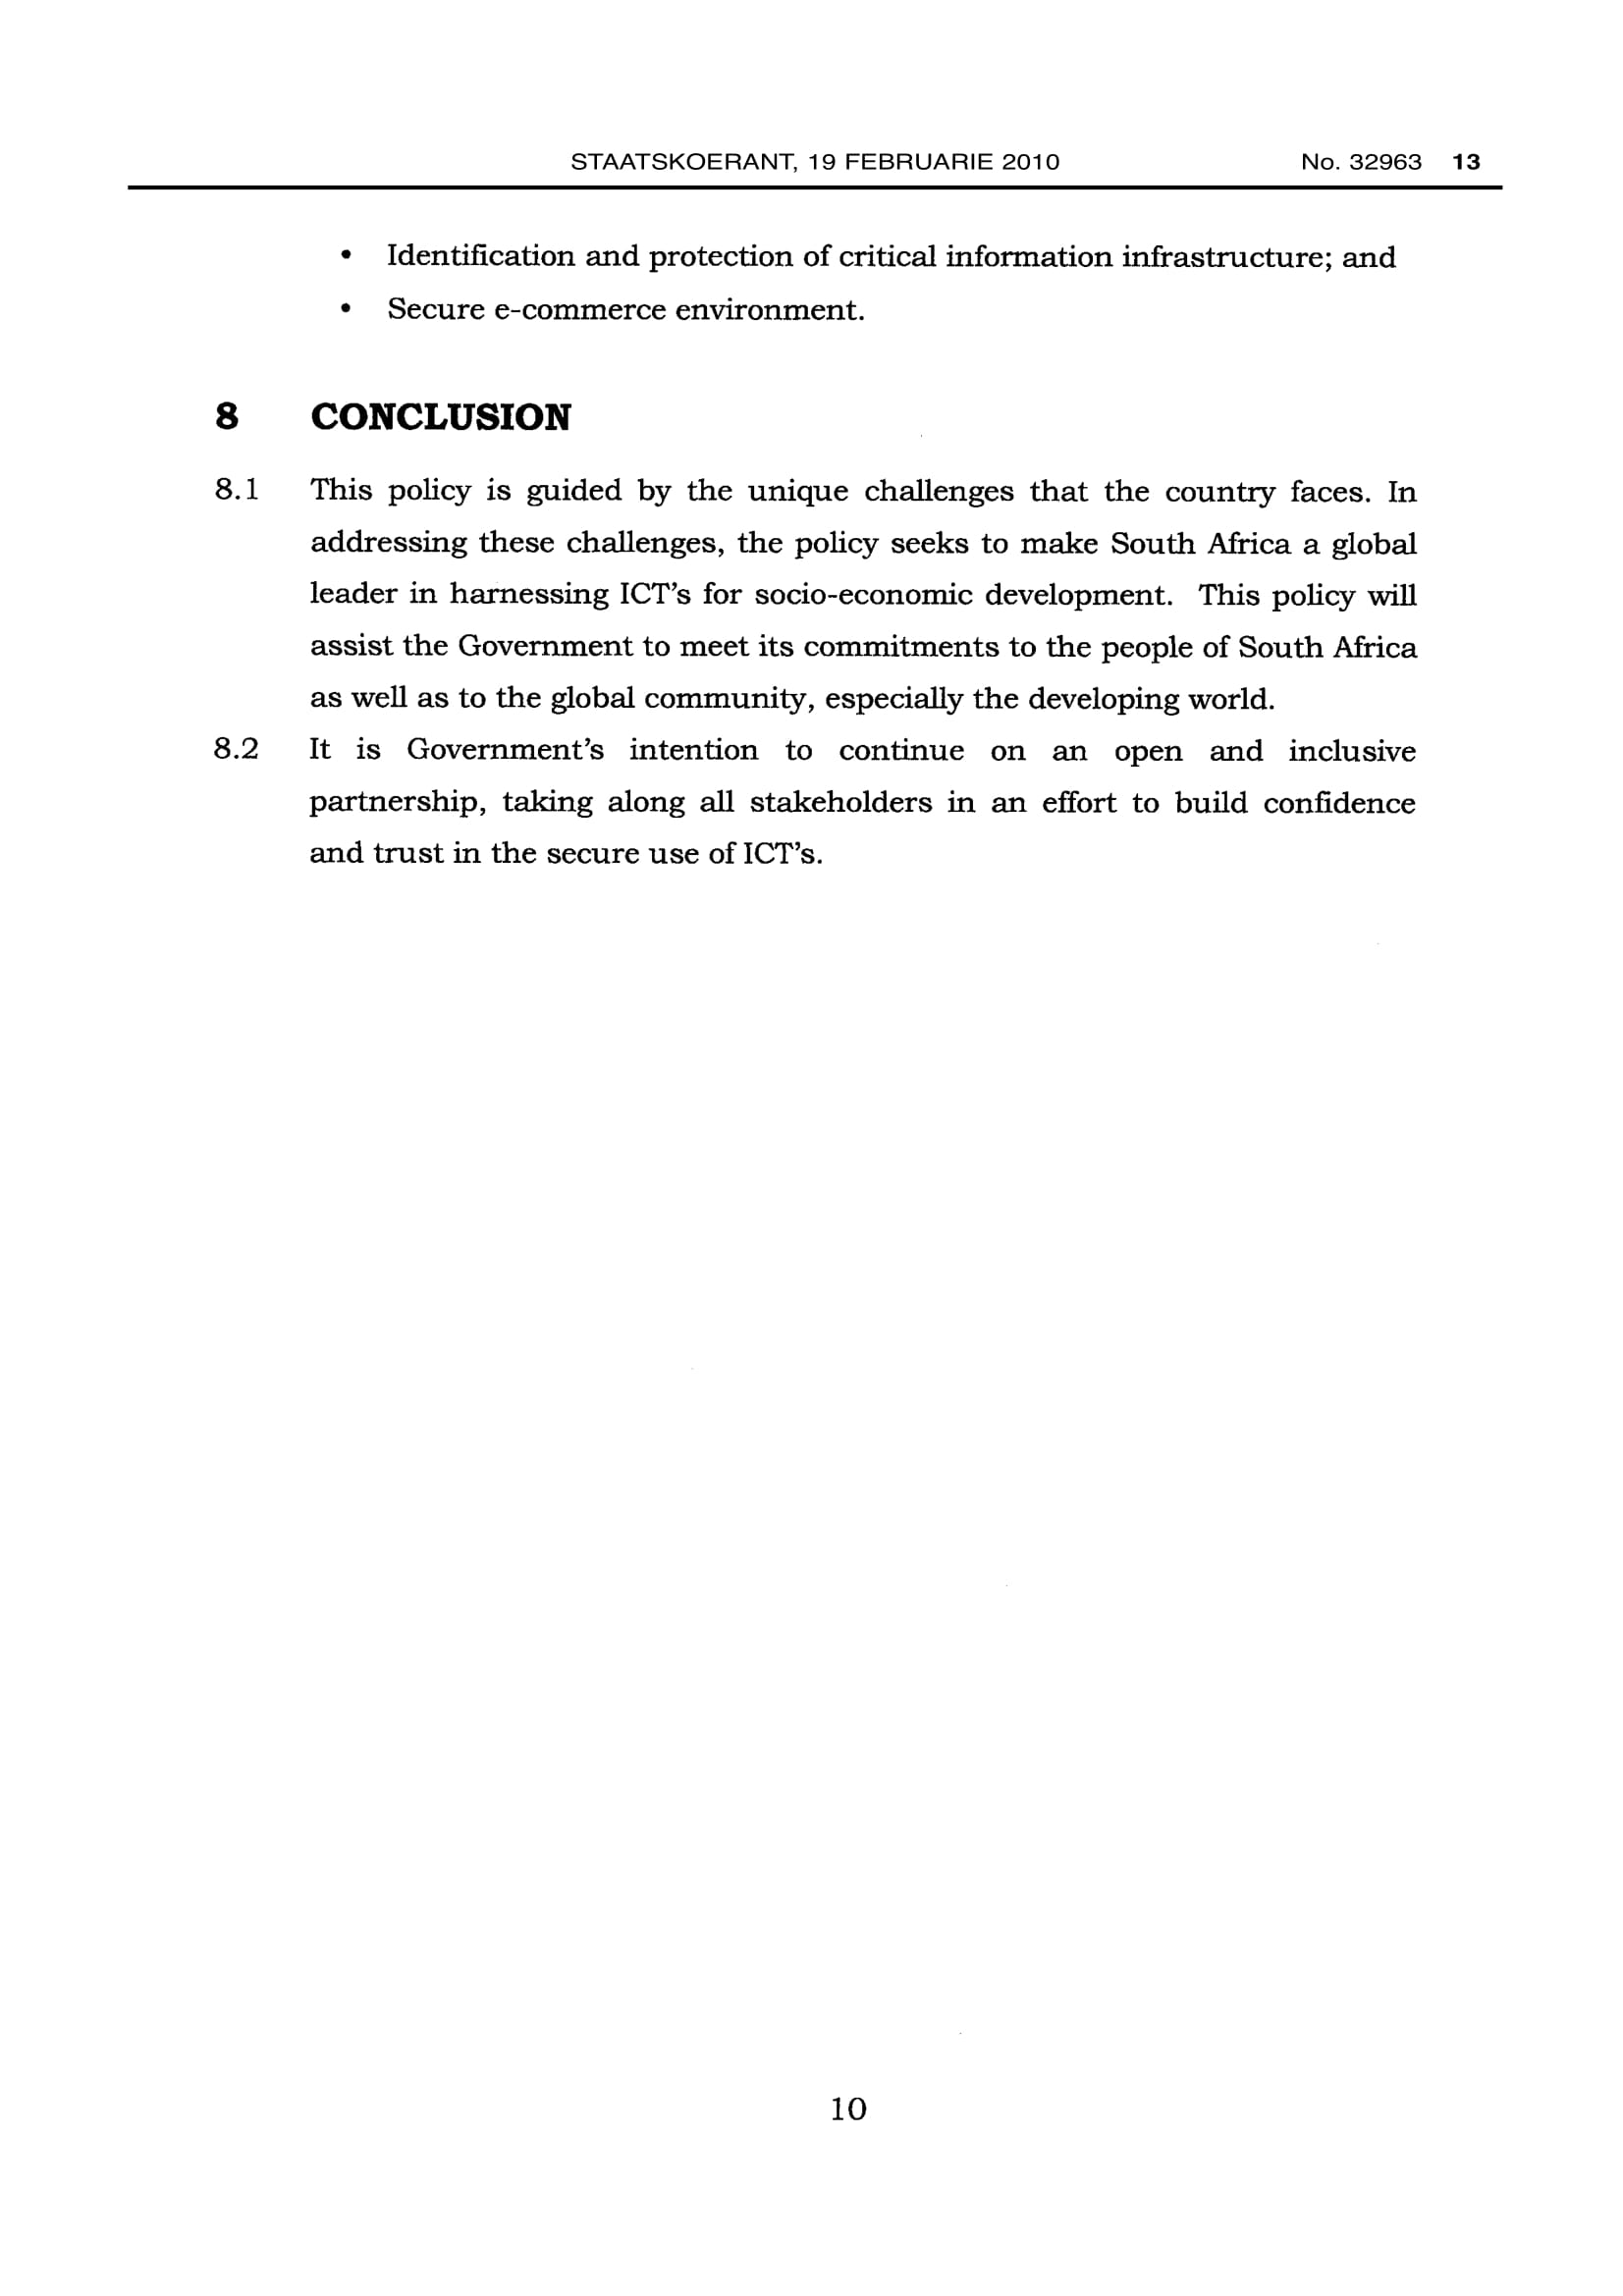 STAATSKOERANT, 19 FEBRUARIE 2010 No. 32963 13
• Identification and protection of critical information infrastructure; and
• Secure e-commerce environment.
8 CONCLUSION
8.1 This policy is guided by the unique challenges that the country faces. In
addressing these challenges, the policy seeks to make South Africa a global
leader in harnessing ICT’s for socio-economic development. This policy will
assist the Government to meet its commitments to the people of South Africa
as well as to the global community, especially the developing world.
8.2 It is Government’s intention to continue on an open and inclusive
partnership, taking along all stakeholders in an effort to build confidence
and trust in the secure use of ICT’s.
10